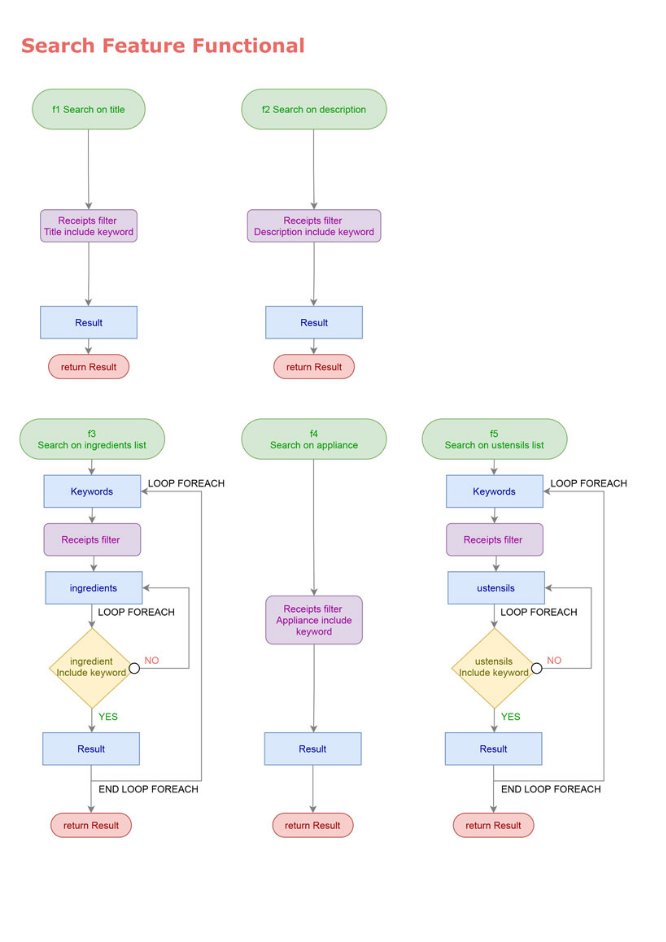 Search Feature Functional
f1 Search on title
f2 Search on description
Receipts filter
Title include keyword
Receipts filter
Description include keyword
Result
Result
return Result
return Result
f3
Search on ingredients list
f4
Search on appliance
f5
Search on ustensils list
LOOP FOREACH
Keywords
Receipts filter
ingredients
LOOP FOREACH
ingredient
Include keyword
NO
YES
Result
END LOOP FOREACH
return Result
Receipts filter
Appliance include
keyword
Result
return Result
LOOP FOREACH
Keywords
Receipts filter
ustensils
LOOP FOREACH
ustensils
Include keyword
NO
YES
Result
END LOOP FOREACH
return Result